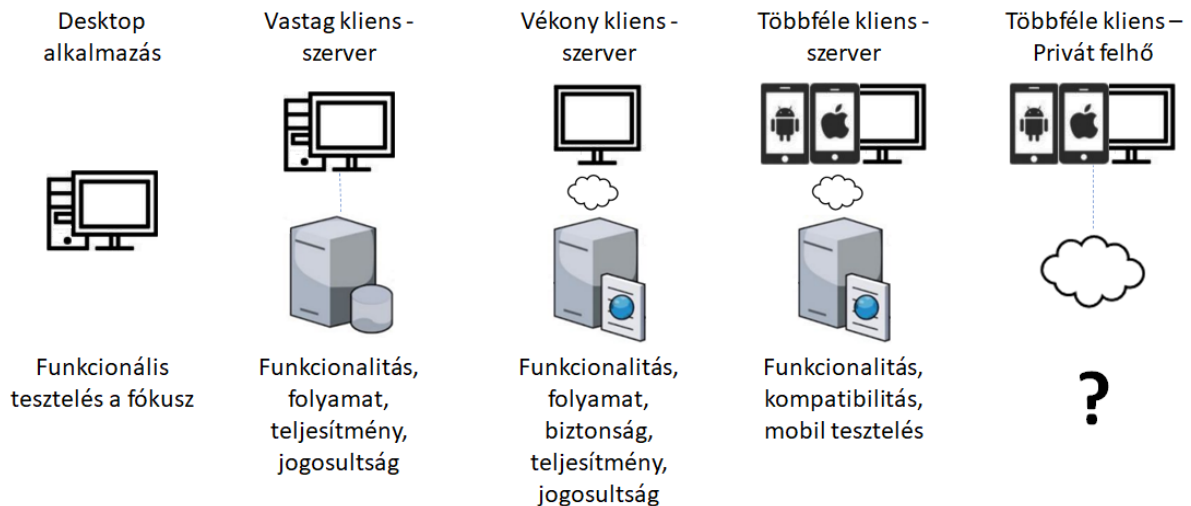 Desktop
alkalmazás
Vastag kliens -
szerver
Vékony kliens -
szerver
Többféle kliens -
szerver
Többféle kliens –
Privát felhő
Funkcionális
tesztelés a fókusz
Funkcionalitás,
folyamat,
teljesítmény,
jogosultság
Funkcionalitás,
folyamat,
biztonság,
teljesítmény,
jogosultság
Funkcionalitás,
kompatibilitás,
mobil tesztelés
?